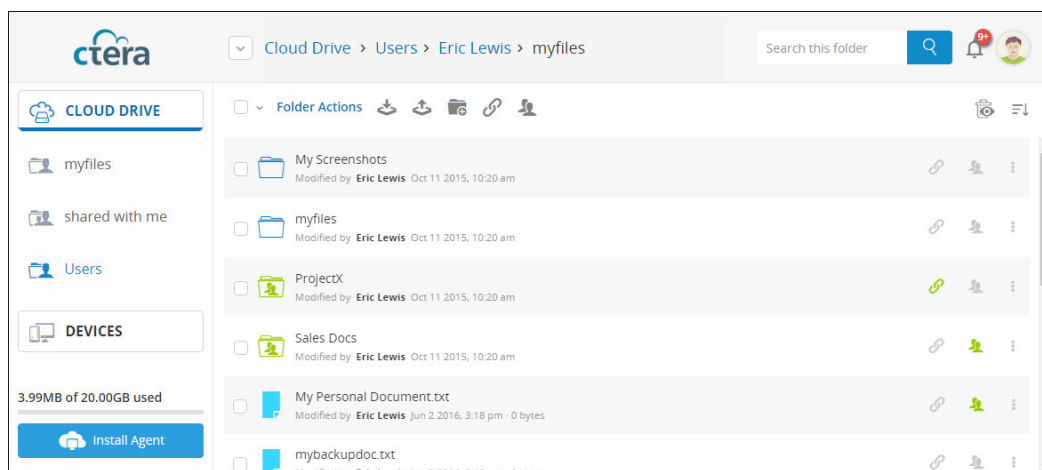 ctera
Cloud Drive > Users > Eric Lewis > myfiles
Search this folder
9+
CLOUD DRIVE
Folder Actions
myfiles
shared with me
Users
DEVICES
3.99MB of 20.00GB used
Install Agent
My Screenshots
Modified by Eric Lewis Oct 11 2015, 10:20 am
myfiles
Modified by Eric Lewis Oct 11 2015, 10:20 am
ProjectX
Modified by Eric Lewis Oct 11 2015, 10:20 am
Sales Docs
Modified by Eric Lewis Oct 11 2015, 10:20 am
My Personal Document.txt
Modified by Eric Lewis Jun 2 2016, 3:18 pm · 0 bytes
mybackupdoc.txt